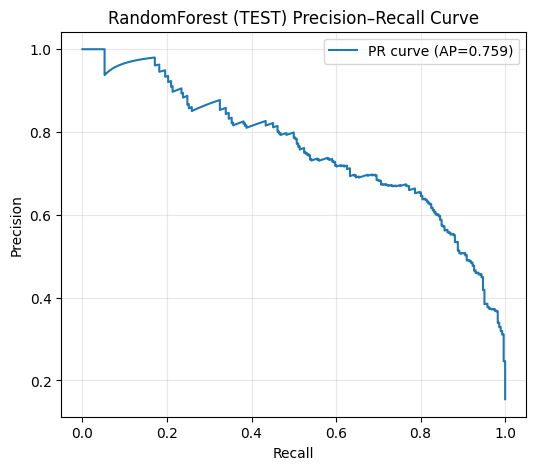 RandomForest (TEST) Precision–Recall Curve
PR curve (AP=0.759)
1.0
0.8
0.6
0.4
0.2
Precision
0.0 0.2 0.4 0.6 0.8 1.0
Recall